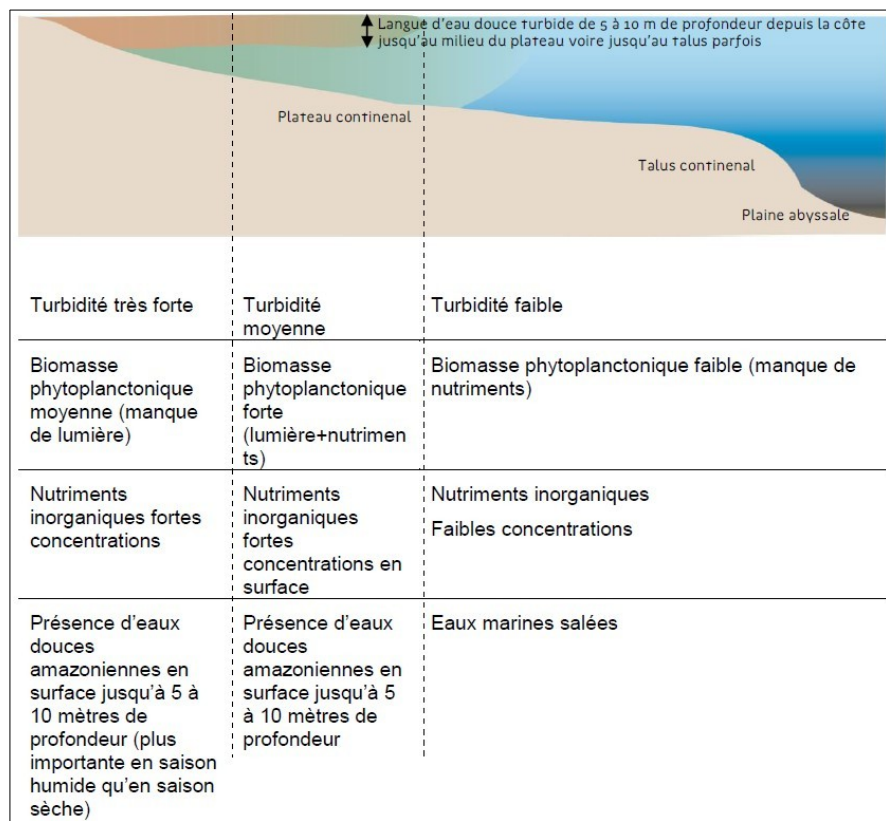 Langue d'eau douce turbide de 5 à 10 m de profondeur depuis la côte
jusqu'au milieu du plateau voire jusqu'au talus parfois
Plateau continenal
Talus continenal
Plaine abyssale
Turbidité très forte
Turbidité
moyenne
Turbidité faible
Biomasse
phytoplanctonique
moyenne (manque
de lumière)
Biomasse
phytoplanctonique
forte
(lumière+nutrimen
ts)
Biomasse phytoplanctonique faible (manque de
nutriments)
Nutriments
inorganiques fortes
concentrations
Nutriments
inorganiques
fortes
concentrations en
surface
Nutriments inorganiques
Faibles concentrations
Présence d'eaux
douces
amazoniennes en
surface jusqu'à 5 à
10 mètres de
profondeur (plus
importante en saison
humide qu'en saison
sèche)
Présence d'eaux
douces
amazoniennes en
surface jusqu'à 5
à 10 mètres de
profondeur
Eaux marines salées